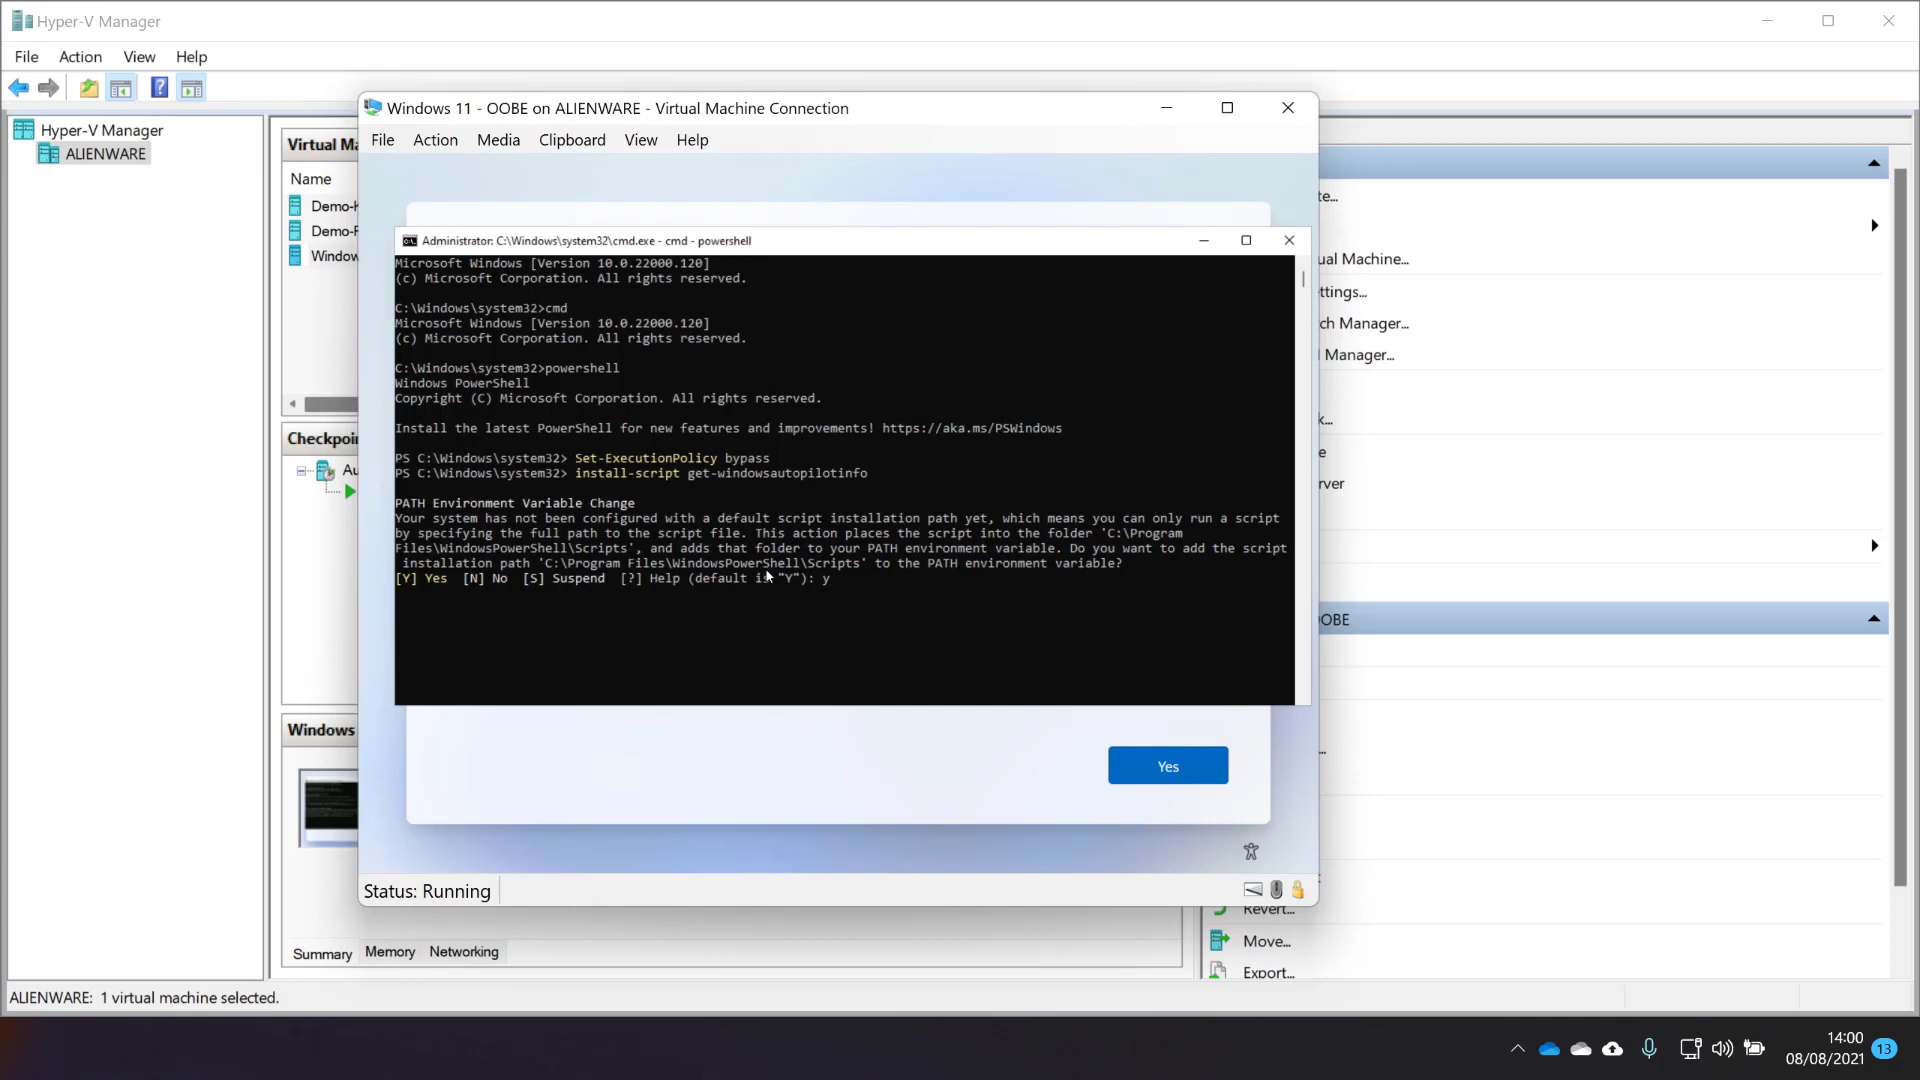 Hyper-V Manager
File Action View Help
Hyper-V Manager
ALIENWARE
Virtual Ma
Name
Demo-
Demo-
Window
Checkpoi
Au
Windows
Summary Memory Networking
ALIENWARE: 1 virtual machine selected.
Windows 11 - OOBE on ALIENWARE - Virtual Machine Connection
File Action Media Clipboard View Help
Administrator: C:\Windows\system32\cmd.exe - cmd - powershell
Microsoft Windows [Version 10.0.22000.120]
(c) Microsoft Corporation. All rights reserved.
C:\Windows\system32>cmd
Microsoft Windows [Version 10.0.22000.120]
(c) Microsoft Corporation. All rights reserved.
C:\Windows\system32>powershell
Windows PowerShell
Copyright (C) Microsoft Corporation. All rights reserved.
Install the latest PowerShell for new features and improvements! https://aka.ms/PSWindows
PS C:\Windows\system32> Set-ExecutionPolicy bypass
PS C:\Windows\system32> install-script get-windowsautopilotinfo
PATH Environment Variable Change
Your system has not been configured with a default script installation path yet, which means you can only run a script
by specifying the full path to the script file. This action places the script into the folder 'C:\Program
Files\WindowsPowerShell\Scripts', and adds that folder to your PATH environment variable. Do you want to add the script
installation path 'C:\Program Files\WindowsPowerShell\Scripts' to the PATH environment variable?
[Y] Yes [N] No [S] Suspend [?] Help (default is "Y"): y
Yes
Status: Running
te...
ual Machine...
ttings...
ch Manager...
l Manager...
k...
e
rver
OOBE
Revert...
Move...
Export...
14:00
08/08/2021
13